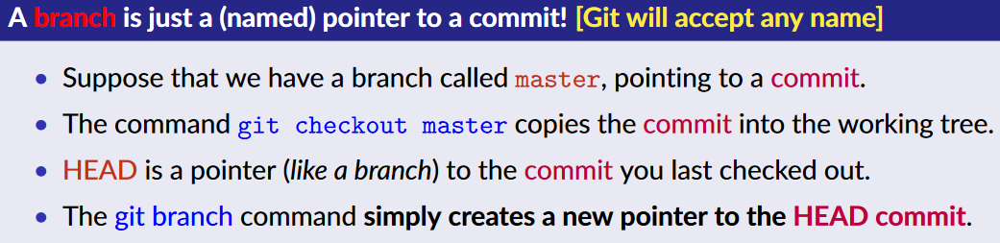 A branch is just a (named) pointer to a commit! [Git will accept any name]
• Suppose that we have a branch called master, pointing to a commit.
• The command git checkout master copies the commit into the working tree.
• HEAD is a pointer (like a branch) to the commit you last checked out.
• The git branch command simply creates a new pointer to the HEAD commit.